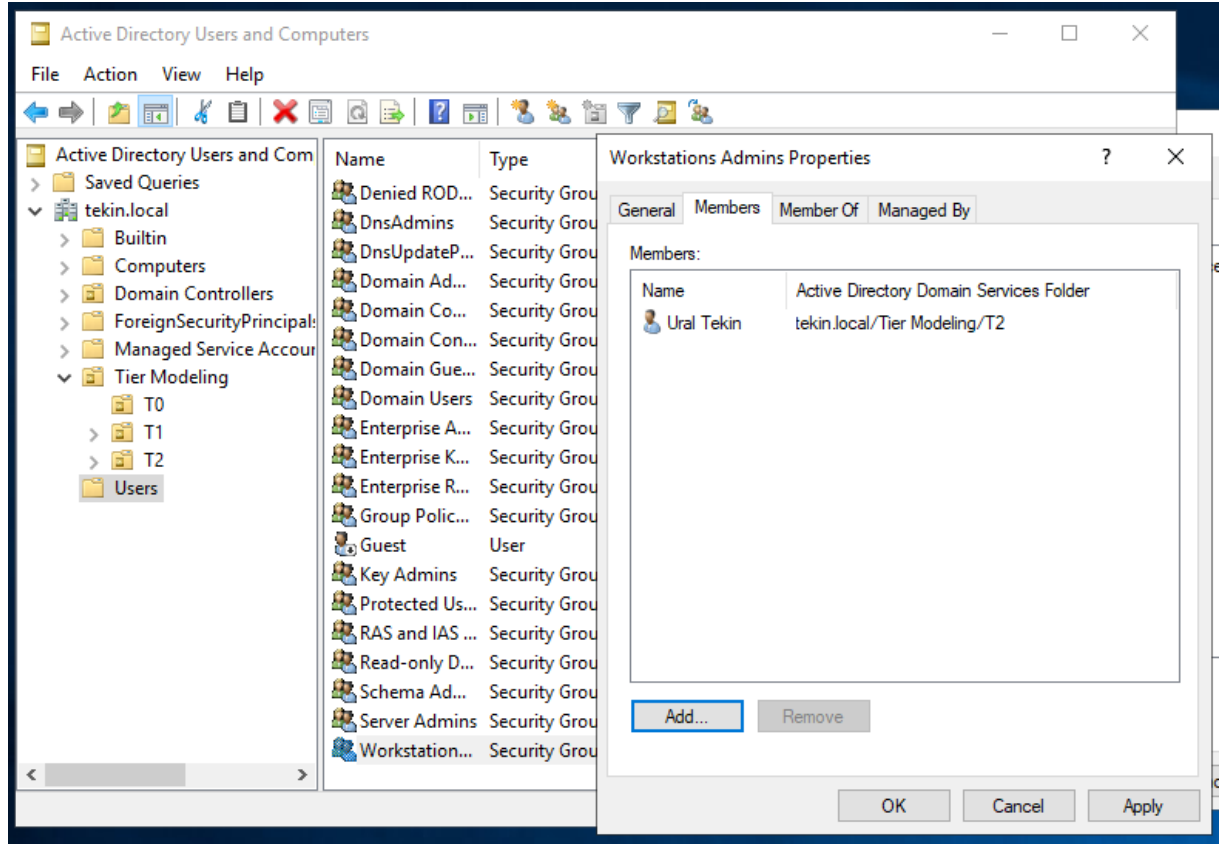 Active Directory Users and Computers
File Action View Help
Active Directory Users and Com
Saved Queries
tekin.local
Builtin
Computers
Domain Controllers
ForeignSecurityPrincipals
Managed Service Accour
Tier Modeling
T0
T1
T2
Users
Name Type
Denied ROD... Security Grou
DnsAdmins Security Grou
DnsUpdateP... Security Grou
Domain Ad... Security Grou
Domain Co... Security Grou
Domain Con... Security Grou
Domain Gue... Security Grou
Domain Users Security Grou
Enterprise A... Security Grou
Enterprise K... Security Grou
Enterprise R... Security Grou
Group Polic... Security Grou
Guest User
Key Admins Security Grou
Protected Us... Security Grou
RAS and IAS ... Security Grou
Read-only D... Security Grou
Schema Ad... Security Grou
Server Admins Security Grou
Workstation... Security Grou
Workstations Admins Properties
General Members Member Of Managed By
Members:
Name Active Directory Domain Services Folder
Ural Tekin tekin.local/Tier Modeling/T2
Add... Remove
OK Cancel Apply